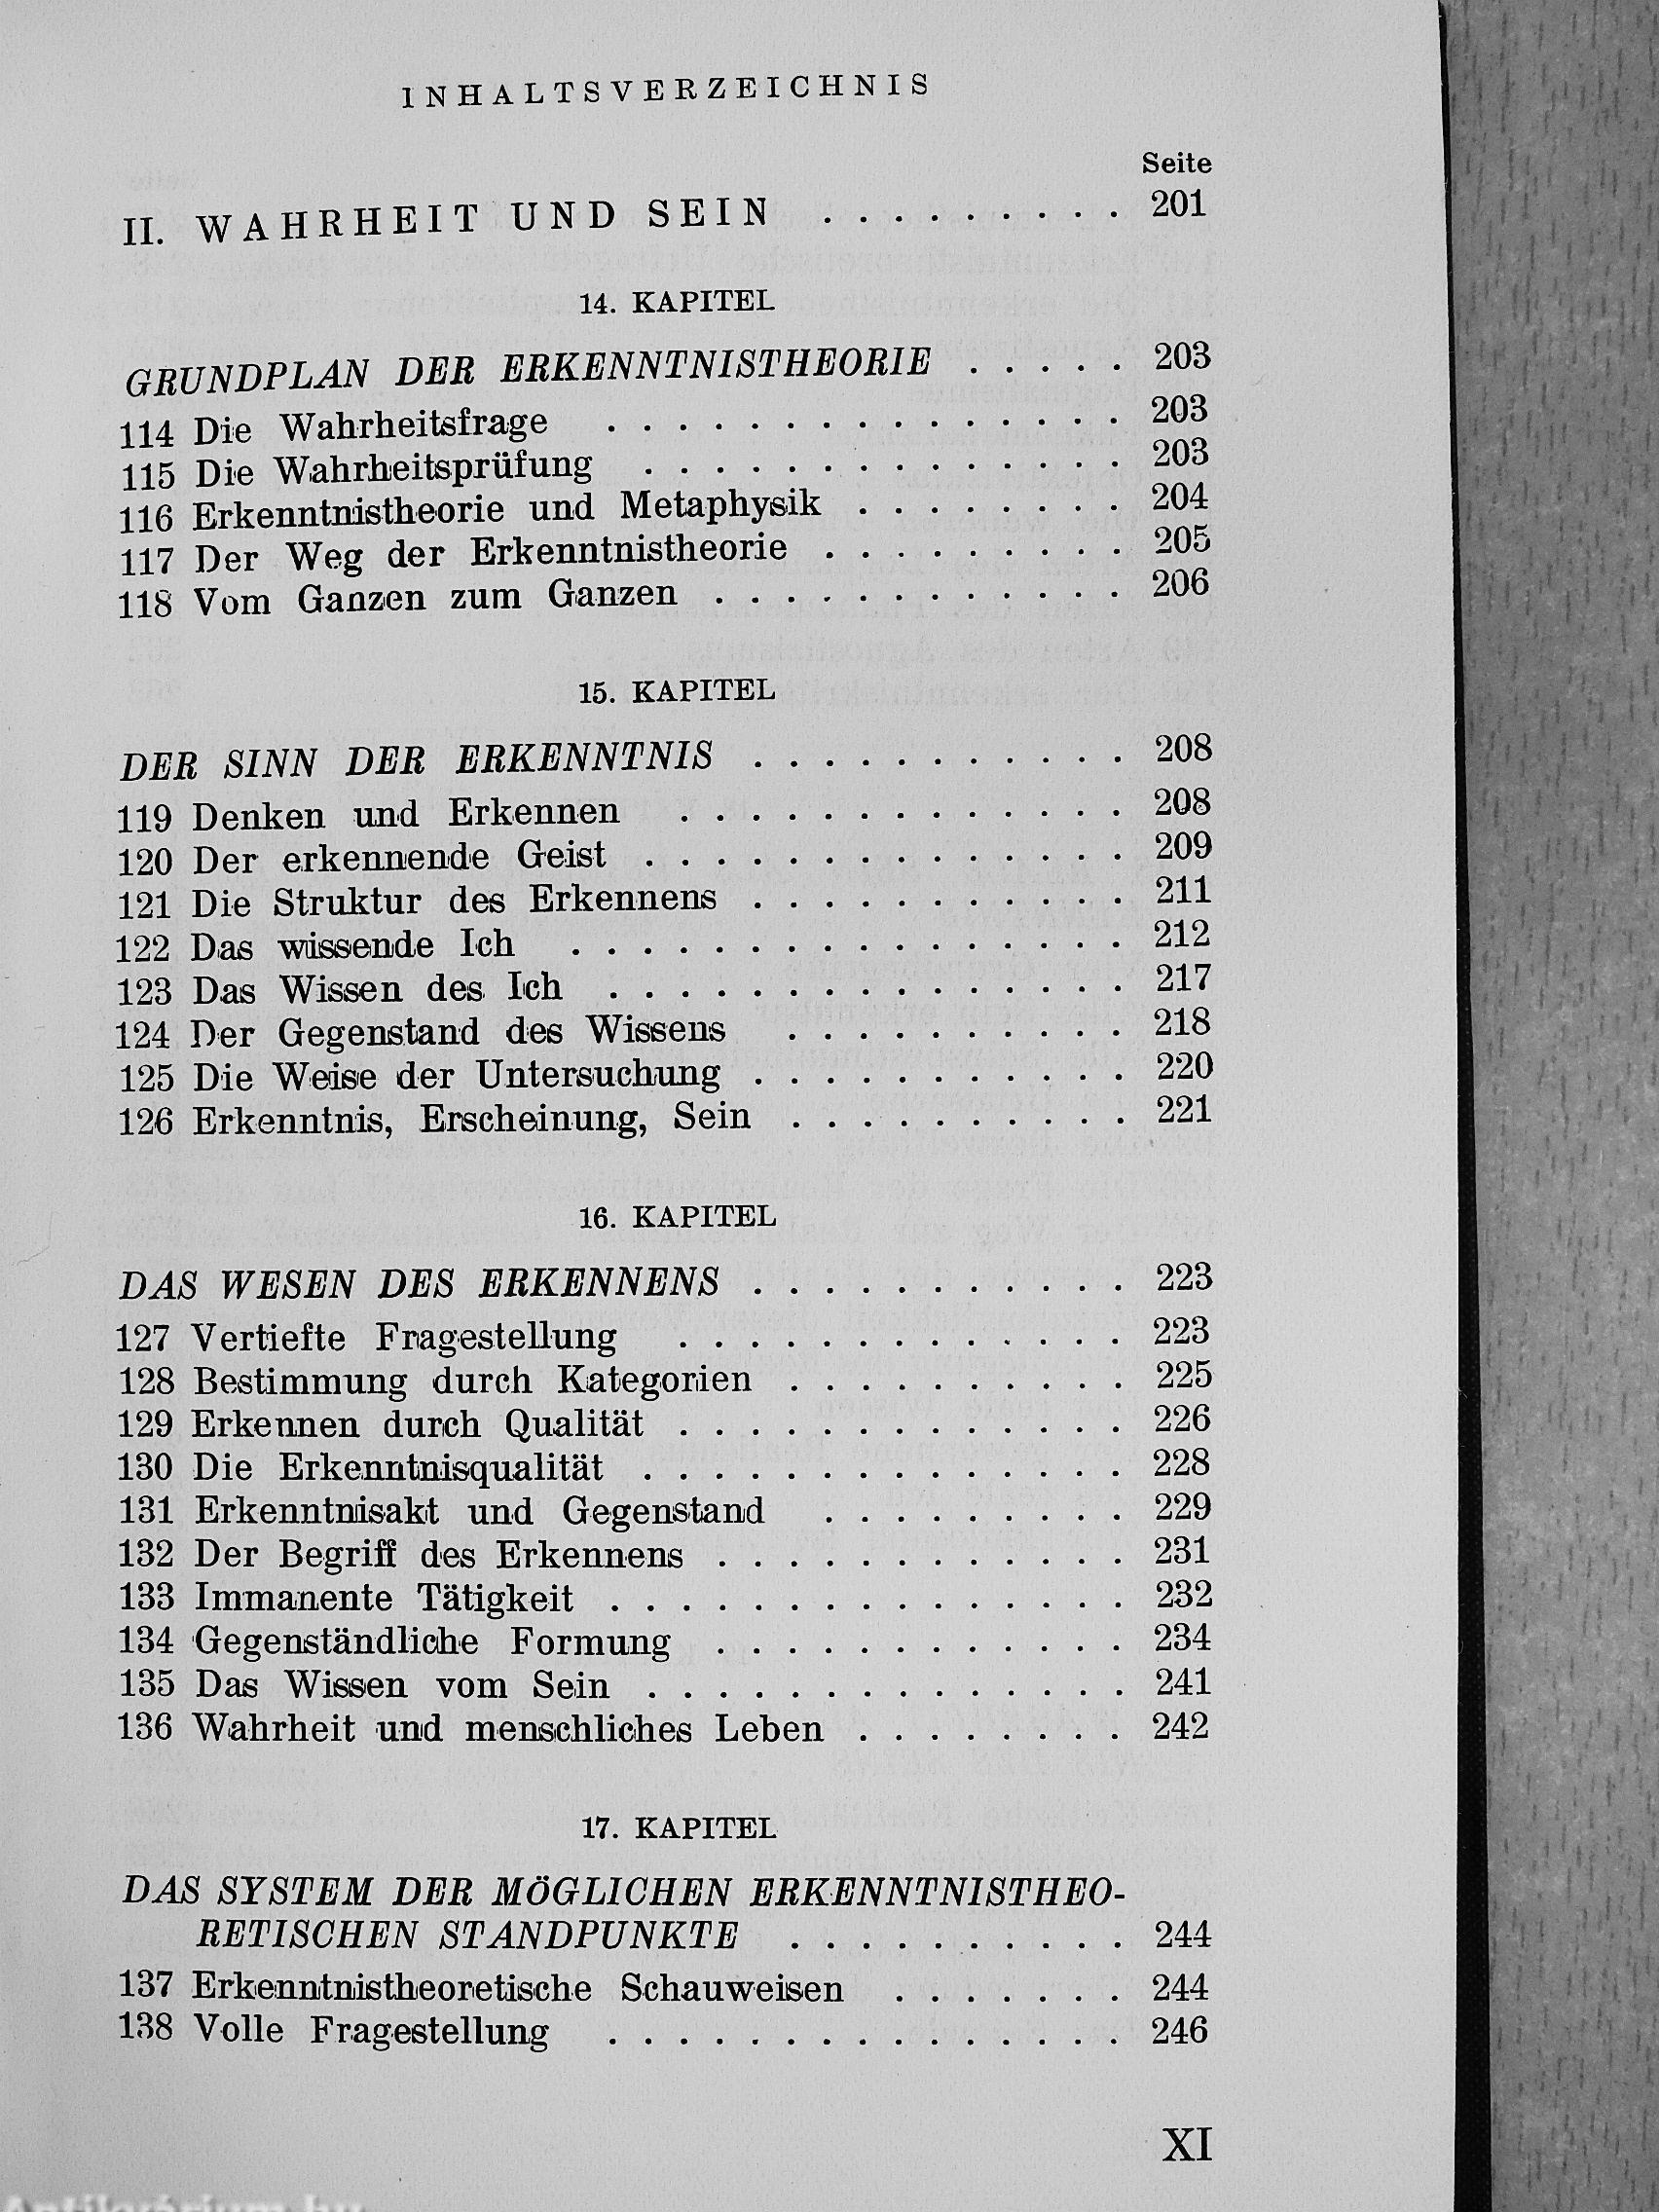 INHALTSVERZEICHNIS
Seite
II. WAHRHEIT UND SEIN . . . . . . . . . 201
14. KAPITEL
GRUNDPLAN DER ERKENNTNISTHEORIE . . . . . 203
114 Die Wahrheitsfrage . . . . . . . . . . . . . . . 203
115 Die Wahrheitsprüfung . . . . . . . . . . . . . . 203
116 Erkenntnistheorie und Metaphysik . . . . . . . . 204
117 Der Weg der Erkenntnistheorie . . . . . . . . . 205
118 Vom Ganzen zum Ganzen . . . . . . . . . . . . 206
15. KAPITEL
DER SINN DER ERKENNTNIS . . . . . . . . . . . 208
119 Denken und Erkennen . . . . . . . . . . . . . 208
120 Der erkennende Geist . . . . . . . . . . . . . . 209
121 Die Struktur des Erkennens . . . . . . . . . . . 211
122 Das wissende Ich . . . . . . . . . . . . . . . . 212
123 Das Wissen des Ich . . . . . . . . . . . . . . . 217
124 Der Gegenstand des Wissens . . . . . . . . . . 218
125 Die Weise der Untersuchung . . . . . . . . . . . 220
126 Erkenntnis, Erscheinung, Sein . . . . . . . . . . 221
16. KAPITEL
DAS WESEN DES ERKENNENS . . . . . . . . . . . 223
127 Vertiefte Fragestellung . . . . . . . . . . . . . 223
128 Bestimmung durch Kategorien . . . . . . . . . . 225
129 Erkennen durch Qualität . . . . . . . . . . . . . 226
130 Die Erkenntnisqualität . . . . . . . . . . . . . . 228
131 Erkenntnisakt und Gegenstand . . . . . . . . . 229
132 Der Begriff des Erkennens . . . . . . . . . . . . 231
133 Immanente Tätigkeit . . . . . . . . . . . . . . . 232
134 Gegenständliche Formung . . . . . . . . . . . . 234
135 Das Wissen vom Sein . . . . . . . . . . . . . . 241
136 Wahrheit und menschliches Leben . . . . . . . . 242
17. KAPITEL
DAS SYSTEM DER MÖGLICHEN ERKENNTNISTHEO-
RETISCHEN STANDPUNKTE . . . . . . . . . . 244
137 Erkenntnistheoretische Schauweisen . . . . . . . 244
138 Volle Fragestellung . . . . . . . . . . . . . . . 246
XI
Antikvárium.hu